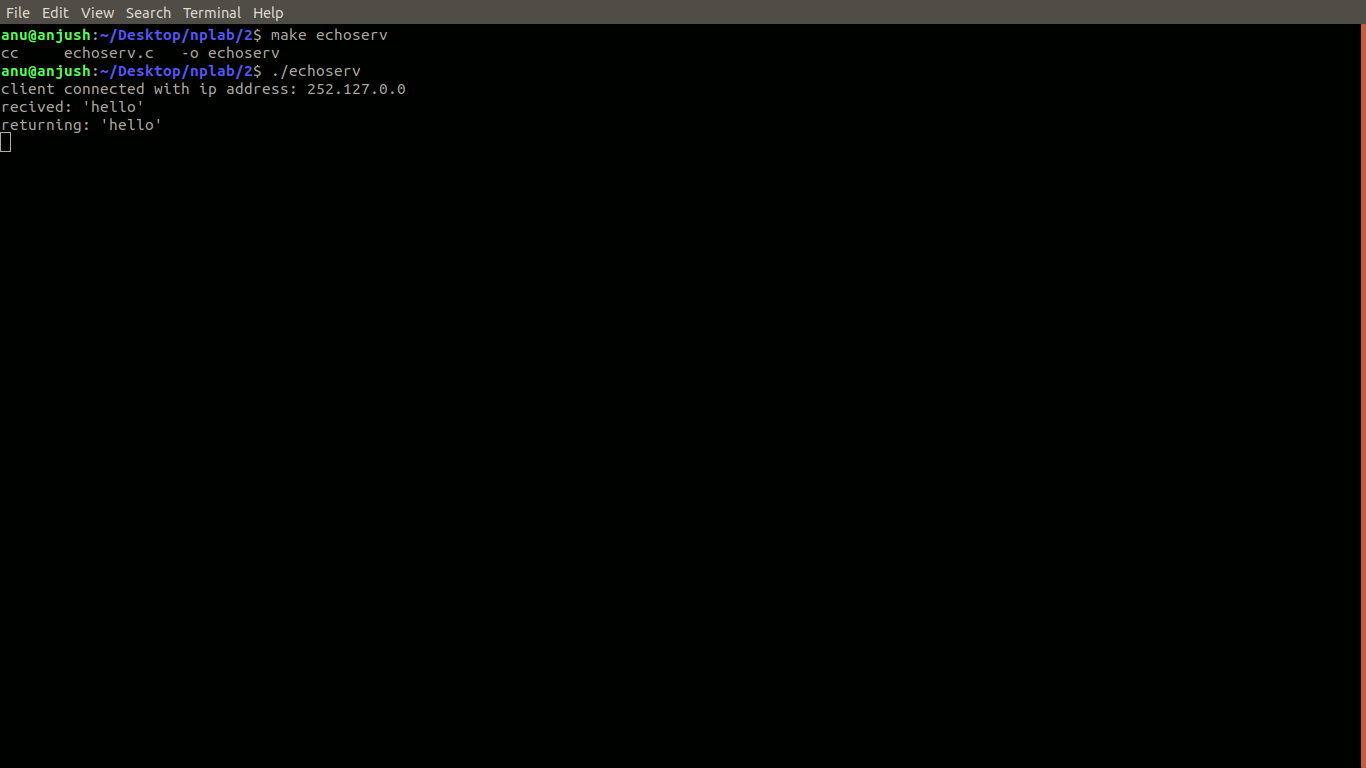 File Edit View Search Terminal Help
anu@anjush:~/Desktop/nplab/2$ make echoserv
cc     echoserv.c   -o echoserv
anu@anjush:~/Desktop/nplab/2$ ./echoserv
client connected with ip address: 252.127.0.0
recived: 'hello'
returning: 'hello'